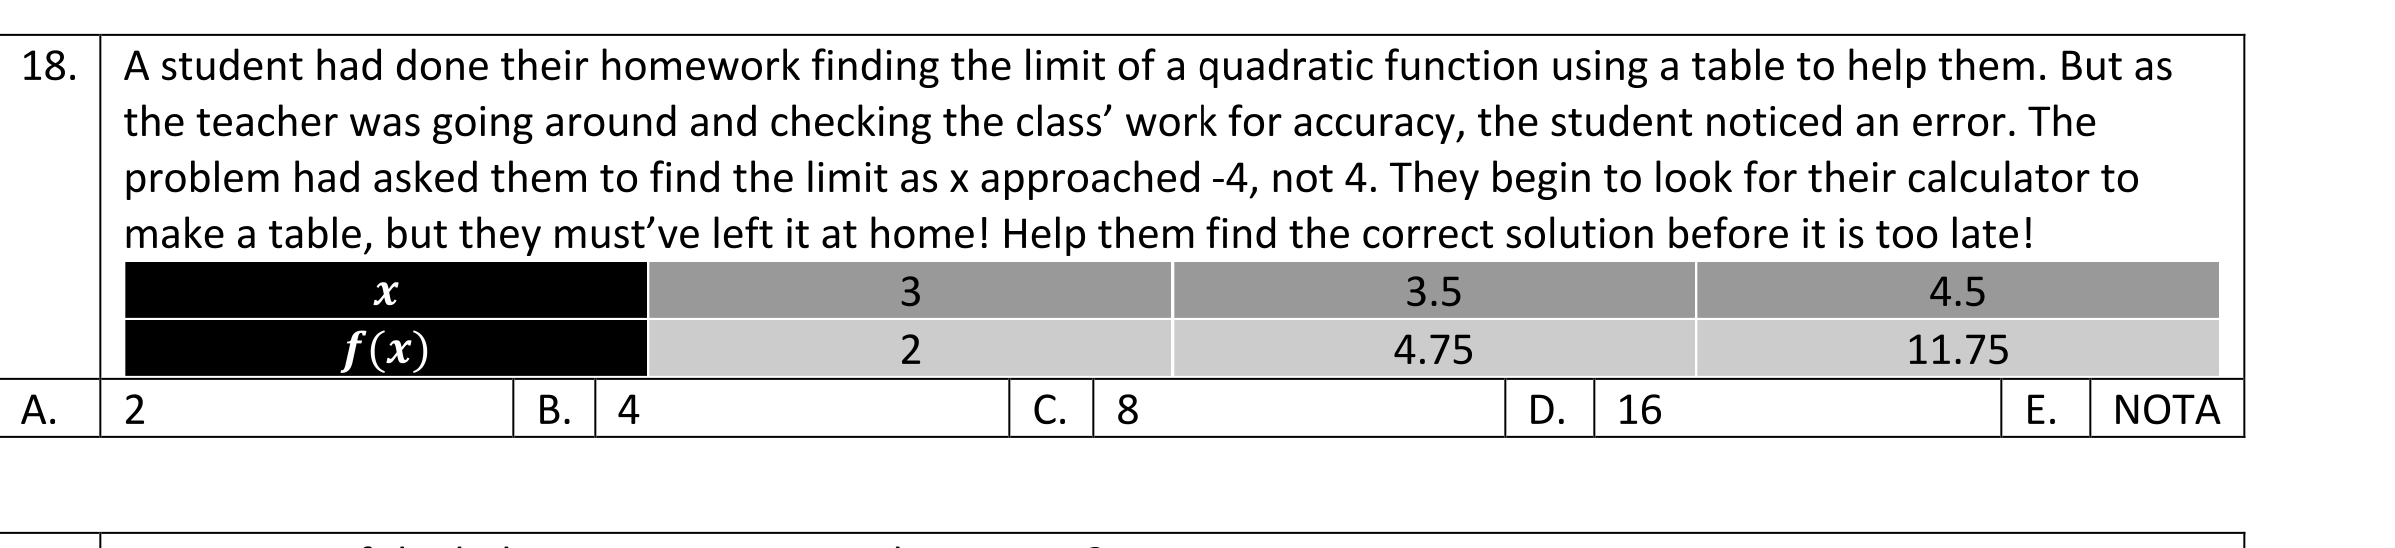 18. A student had done their homework finding the limit of a quadratic function using a table to help them. But as
the teacher was going around and checking the class’ work for accuracy, the student noticed an error. The
problem had asked them to find the limit as x approached -4, not 4. They begin to look for their calculator to
make a table, but they must’ve left it at home! Help them find the correct solution before it is too late!
x 3 3.5 4.5
f(x) 2 4.75 11.75
A. 2 B. 4 C. 8 D. 16 E. NOTA